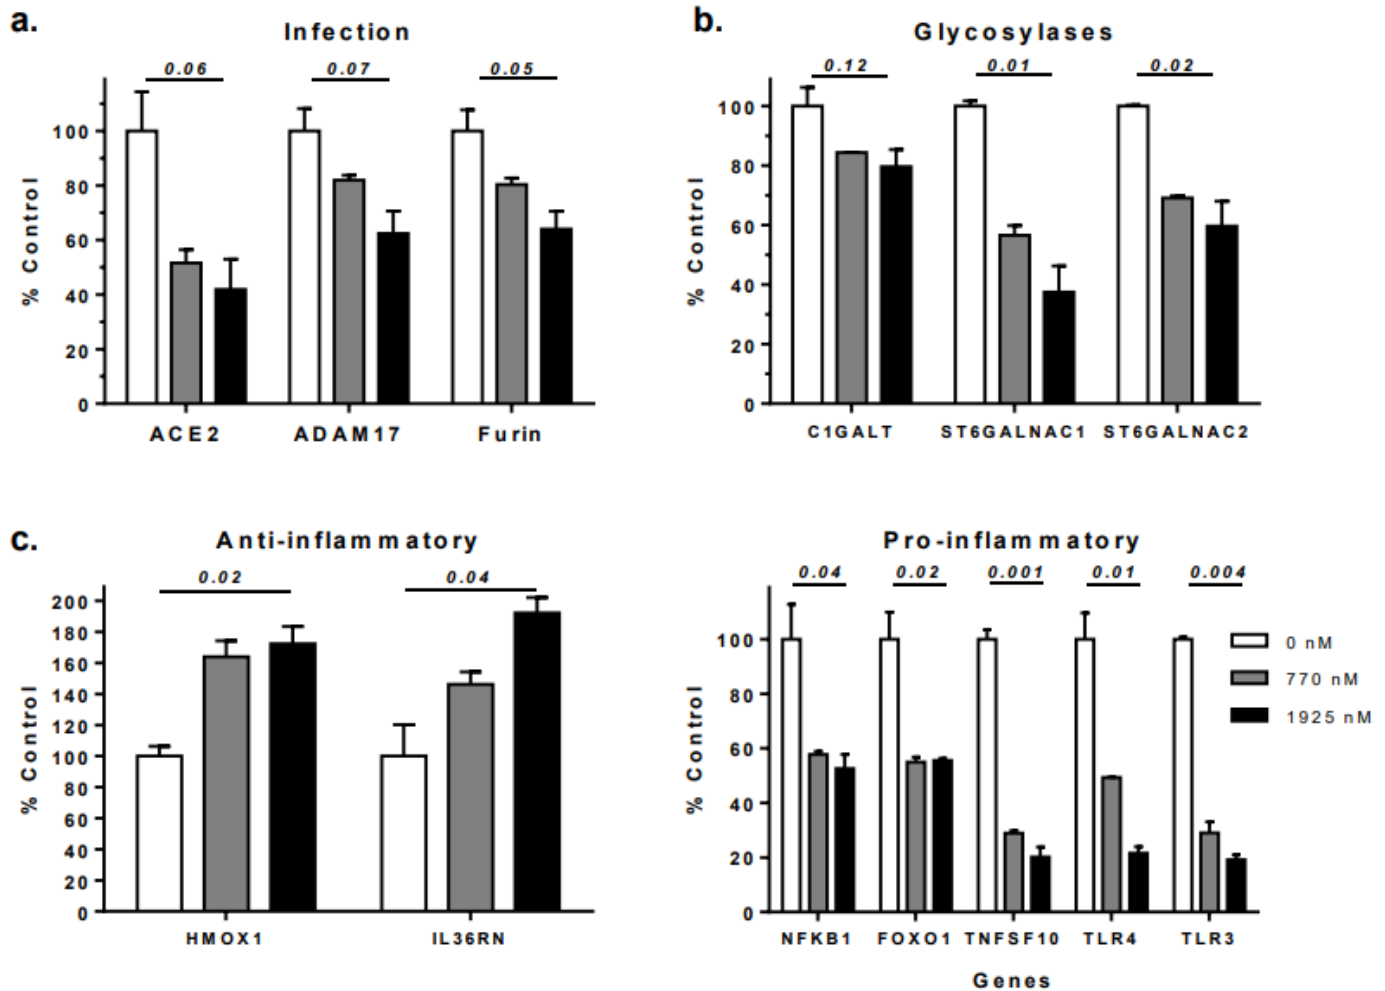 a.
Infection
0.06 0.07 0.05
% Control
100
80
60
40
20
0
ACE2 ADAM17 Furin
b.
Glycosylases
0.12 0.01 0.02
% Control
100
80
60
40
20
0
C1GALT ST6GALNAC1 ST6GALNAC2
c.
Anti-inflammatory
0.02 0.04
% Control
200
180
160
140
120
100
80
60
40
20
0
HMOX1 IL36RN
Pro-inflammatory
0.04 0.02 0.001 0.01 0.004
% Control
100
80
60
40
20
0
NFKB1 FOXO1 TNFSF10 TLR4 TLR3
Genes
0 nM
770 nM
1925 nM